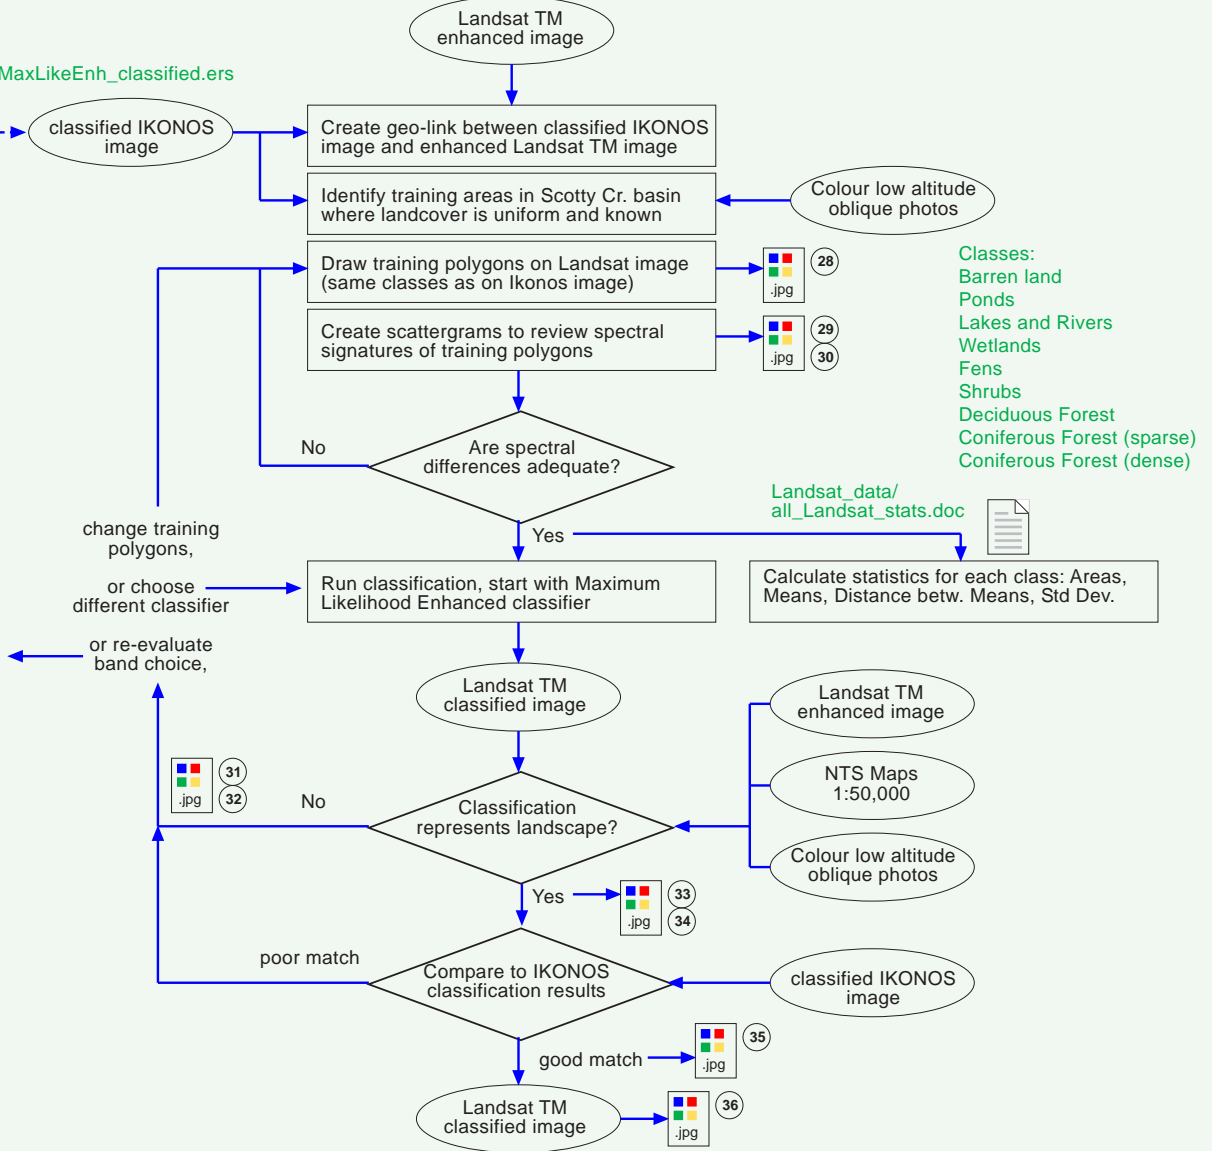 Landsat TM
enhanced image
MaxLikeEnh_classified.ers
classified IKONOS
image
Create geo-link between classified IKONOS
image and enhanced Landsat TM image
Identify training areas in Scotty Cr. basin
where landcover is uniform and known
Colour low altitude
oblique photos
Draw training polygons on Landsat image
(same classes as on Ikonos image)
.jpg
28
Classes:
Barren land
Ponds
Lakes and Rivers
Wetlands
Fens
Shrubs
Deciduous Forest
Coniferous Forest (sparse)
Coniferous Forest (dense)
Create scattergrams to review spectral
signatures of training polygons
.jpg
29
30
Are spectral
differences adequate?
No
Yes
Landsat_data/
all_Landsat_stats.doc
change training
polygons,
or choose
different classifier
or re-evaluate
band choice,
Run classification, start with Maximum
Likelihood Enhanced classifier
Calculate statistics for each class: Areas,
Means, Distance betw. Means, Std Dev.
Landsat TM
classified image
Landsat TM
enhanced image
NTS Maps
1:50,000
Colour low altitude
oblique photos
.jpg
31
32
No
Classification
represents landscape?
Yes
.jpg
33
34
poor match
Compare to IKONOS
classification results
classified IKONOS
image
good match
.jpg
35
Landsat TM
classified image
.jpg
36